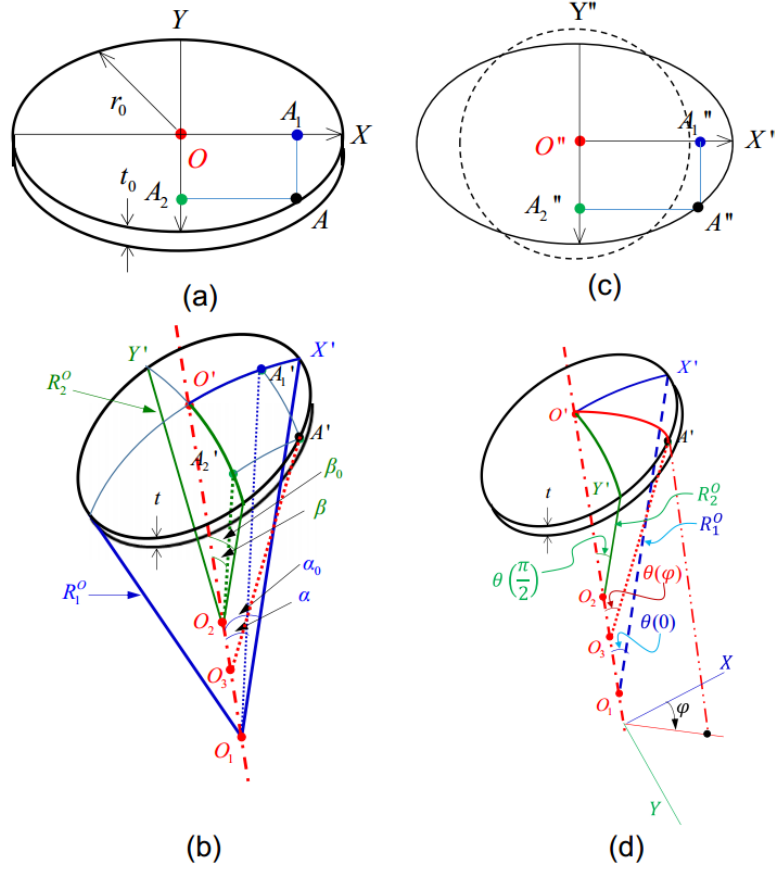 Y
r₀
A₁
X
O
t₀
A₂
A
(a)
Y"
A₁"
X"
O"
A₂"
A"
(c)
Y'
X'
O'
R₂ᴼ
A₁'
A'
A₂'
β₀
t
β
α₀
R₁ᴼ
α
O₂
O₃
O₁
(b)
X'
O'
A'
t
Y'
R₂ᴼ
R₁ᴼ
θ(π/2)
θ(φ)
O₂
O₃
θ(0)
X
O₁
φ
Y
(d)